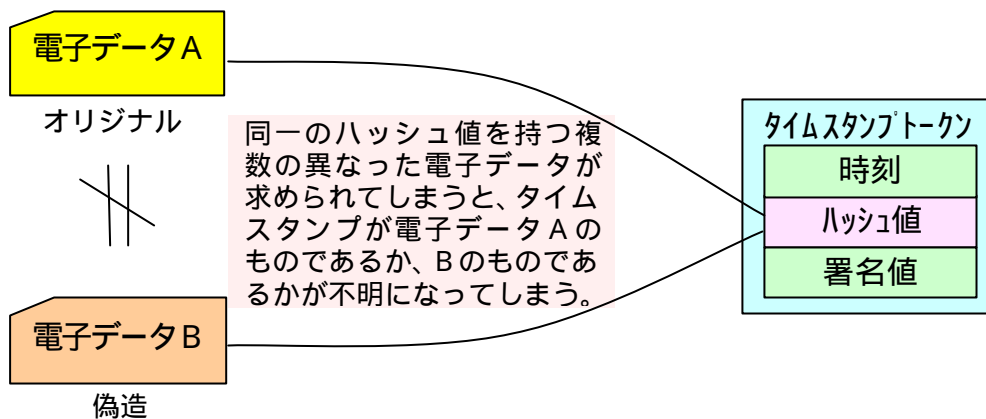 電子データA
オリジナル
同一のハッシュ値を持つ複
数の異なった電子データが
求められてしまうと、タイム
スタンプが電子データAの
ものであるか、Bのものであ
るかが不明になってしまう。
ﾀｲﾑｽﾀﾝﾌﾟﾄｰｸﾝ
時刻
ﾊｯｼｭ値
署名値
電子データB
偽造